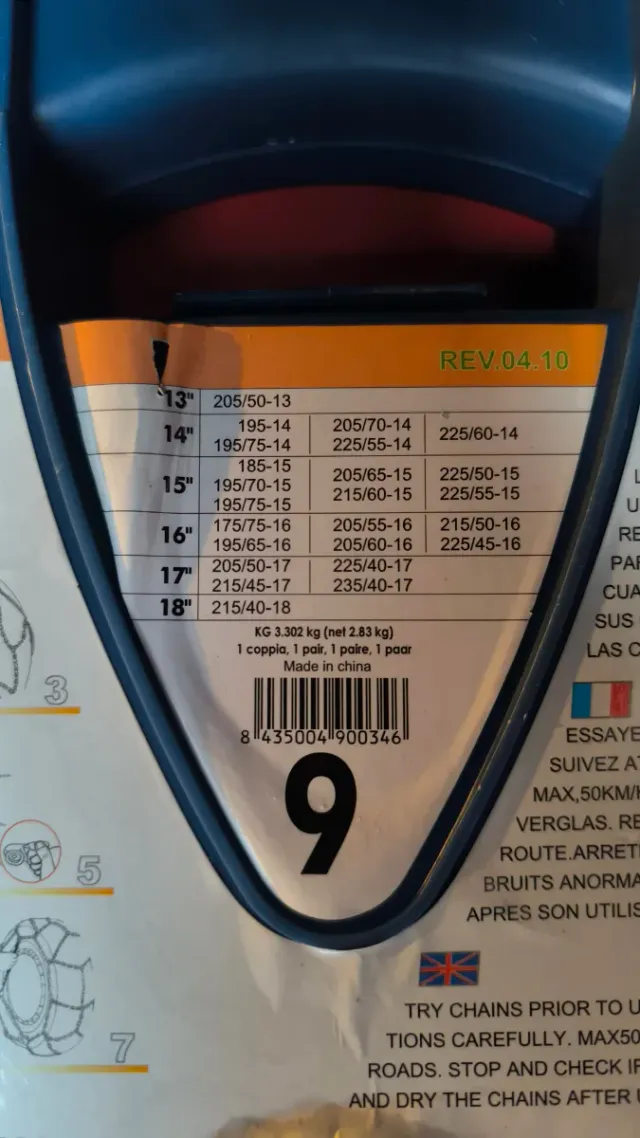 REV.04.10
13" 205/50-13
14" 195-14 205/70-14 225/60-14
195/75-14 225/55-14
15" 185-15 205/65-15 225/50-15
195/70-15 215/60-15 225/55-15
195/75-15
16" 175/75-16 205/55-16 215/50-16
195/65-16 205/60-16 225/45-16
17" 205/50-17 225/40-17
215/45-17 235/40-17
18" 215/40-18
KG 3.302 kg (net 2.83 kg)
1 coppia, 1 pair, 1 paire, 1 paar
Made in china
8 435004 900346
9
3
5
7
L
U
RE
PAR
CUA
SUS
LAS C
ESSAYE
SUIVEZ AT
MAX,50KM/H
VERGLAS. RE
ROUTE.ARRETE
BRUITS ANORMA
APRES SON UTILIS
TRY CHAINS PRIOR TO U
TIONS CAREFULLY. MAX50
ROADS. STOP AND CHECK IF
AND DRY THE CHAINS AFTER U